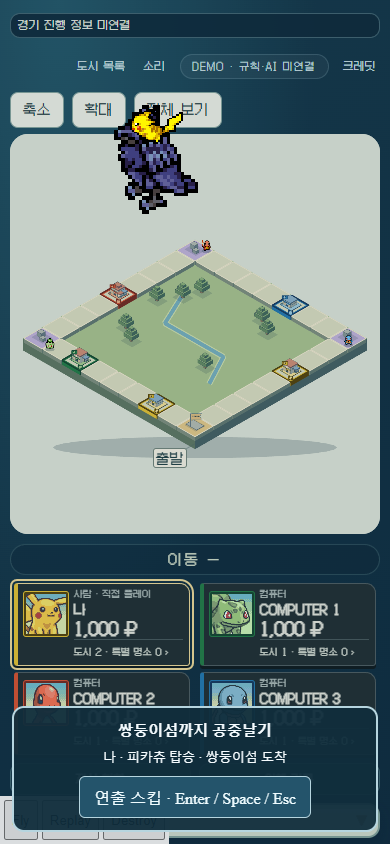 경기 진행 정보 미연결
도시 목록 소리 DEMO · 규칙·AI 미연결 크레딧
축소 확대 전체 보기
출발
이동 —
사람 · 직접 플레이
나
1,000 ₽
도시 2 · 특별 명소 0 ›
컴퓨터
COMPUTER 1
1,000 ₽
도시 1 · 특별 명소 0 ›
컴퓨터
COMPUTER 2
컴퓨터
COMPUTER 3
쌍둥이섬까지 공중날기
나 · 피카츄 탑승 · 쌍둥이섬 도착
연출 스킵 · Enter / Space / Esc